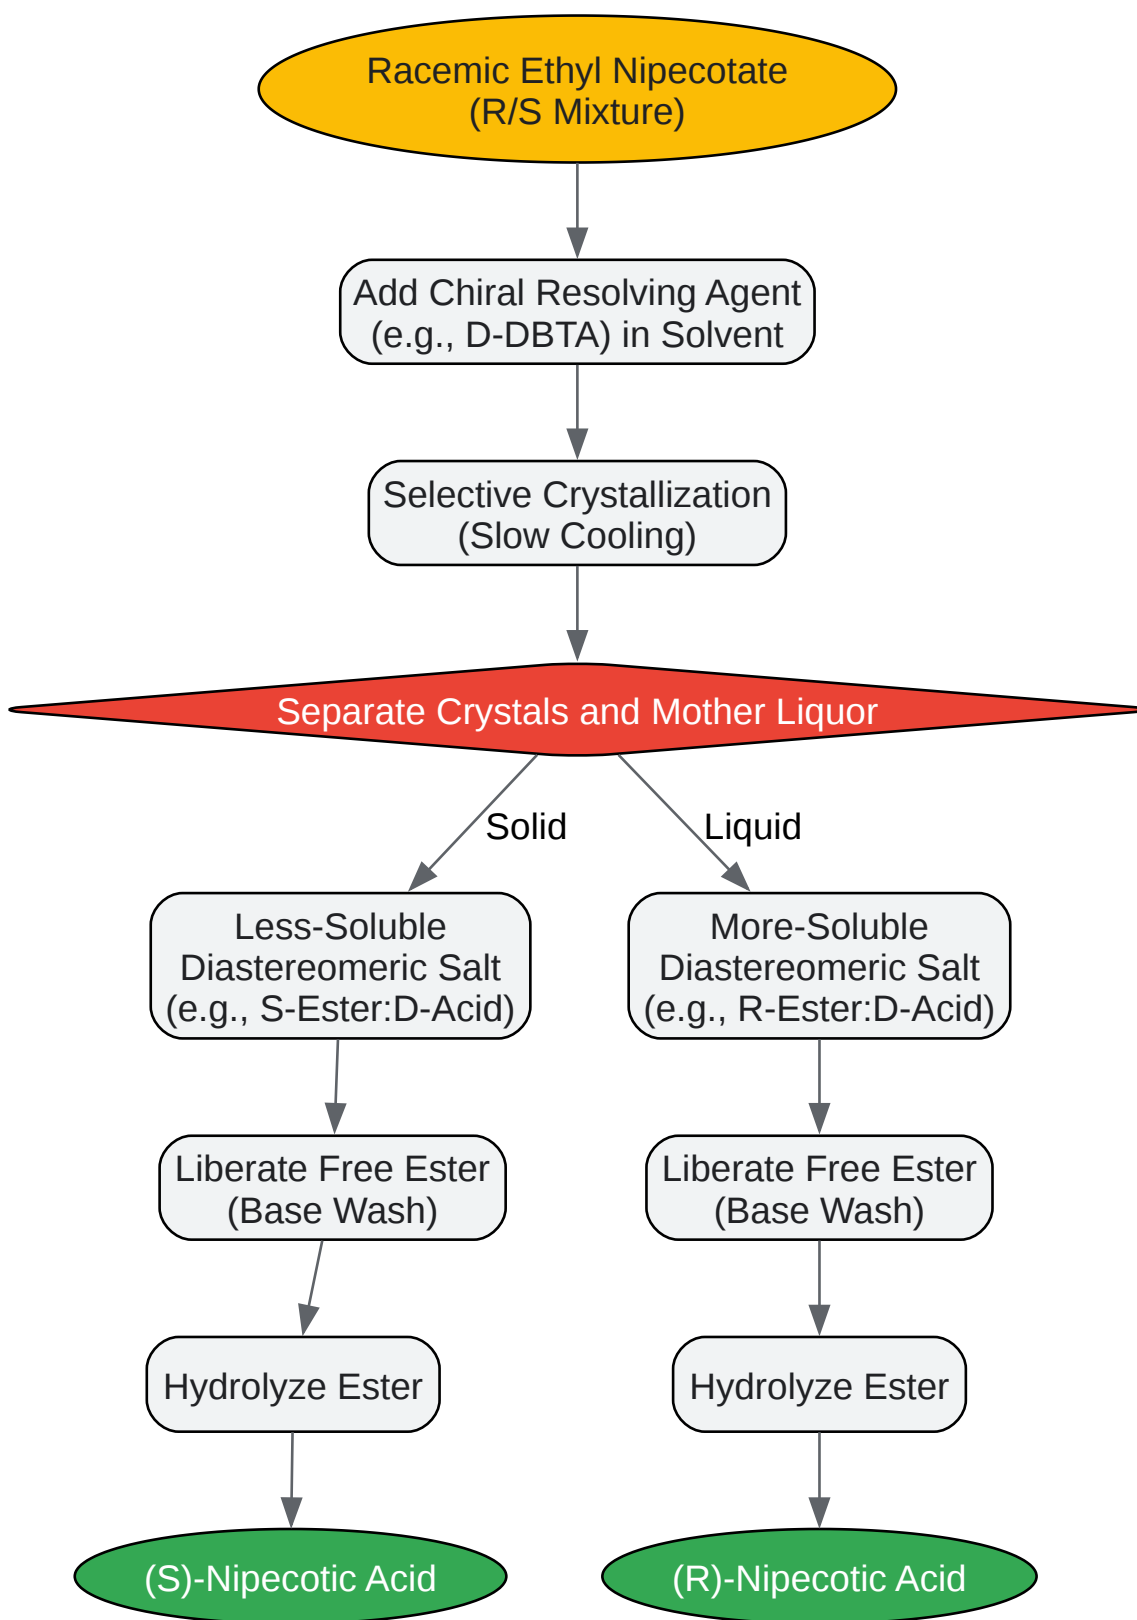 Racemic Ethyl Nipecotate
(R/S Mixture)
Add Chiral Resolving Agent
(e.g., D-DBTA) in Solvent
Selective Crystallization
(Slow Cooling)
Separate Crystals and Mother Liquor
Solid
Liquid
Less-Soluble
Diastereomeric Salt
(e.g., S-Ester:D-Acid)
More-Soluble
Diastereomeric Salt
(e.g., R-Ester:D-Acid)
Liberate Free Ester
(Base Wash)
Liberate Free Ester
(Base Wash)
Hydrolyze Ester
Hydrolyze Ester
(S)-Nipecotic Acid
(R)-Nipecotic Acid